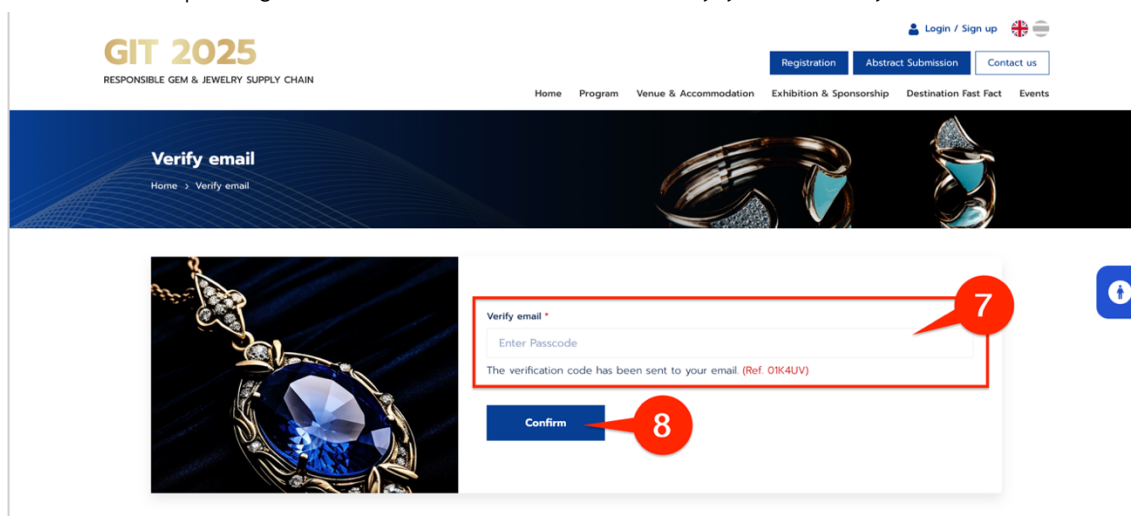 Login / Sign up
GIT 2025
RESPONSIBLE GEM & JEWELRY SUPPLY CHAIN
Registration Abstract Submission Contact us
Home Program Venue & Accommodation Exhibition & Sponsorship Destination Fast Fact Events
Verify email
Home > Verify email
7
Verify email *
Enter Passcode
The verification code has been sent to your email. (Ref. 01K4UV)
Confirm
8